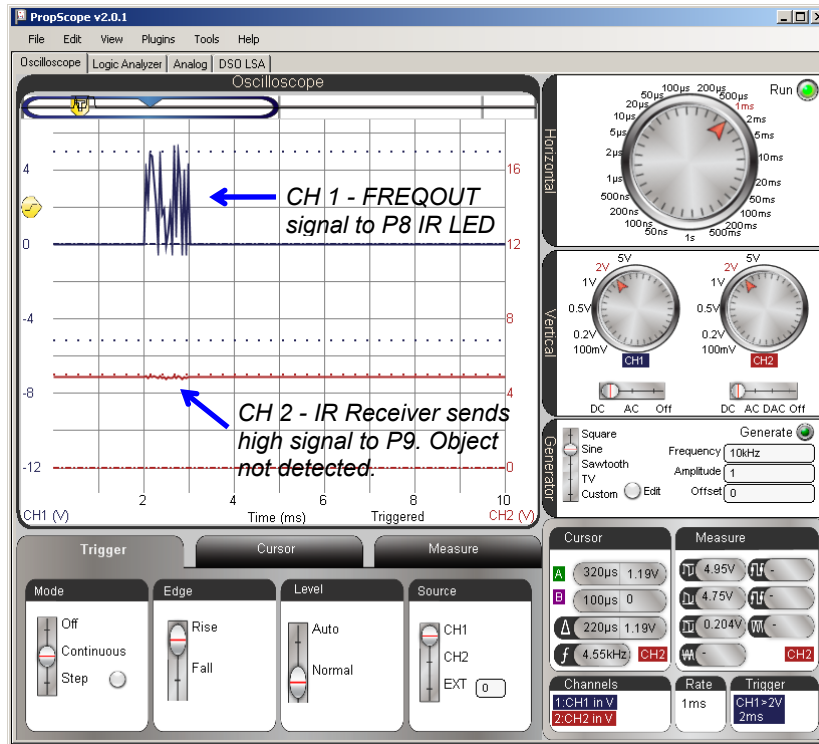 PropScope v2.0.1
File Edit View Plugins Tools Help
Oscilloscope Logic Analyzer Analog DSO LSA
Oscilloscope
4
0
-4
-8
-12
16
12
8
4
0
CH 1 - FREQOUT
signal to P8 IR LED
CH 2 - IR Receiver sends
high signal to P9. Object
not detected.
2 4 6 8 10
CH1 (V) Time (ms) Triggered CH2 (V)
Horizontal
Run
50ns
100ns
200ns
500ns
1µs
2µs
5µs
10µs
20µs
50µs
100µs
200µs
500µs
1ms
2ms
5ms
10ms
20ms
50ms
100ms
200ms
500ms
1s
Vertical
5V
2V
1V
0.5V
0.2V
100mV
CH1
DC AC Off
5V
2V
1V
0.5V
0.2V
100mV
CH2
DC AC DAC Off
Generator
Square
Sine
Sawtooth
TV
Custom Edit
Generate
Frequency 10kHz
Amplitude 1
Offset 0
Trigger Cursor Measure
Mode
Off
Continuous
Step
Edge
Rise
Fall
Level
Auto
Normal
Source
CH1
CH2
EXT 0
Cursor
A 320µs 1.19V
B 100µs 0
Δ 220µs 1.19V
f 4.55kHz CH2
Measure
4.95V -
4.75V -
0.204V -
- CH2
Channels
1:CH1 in V
2:CH2 in V
Rate
1ms
Trigger
CH1>2V
2ms